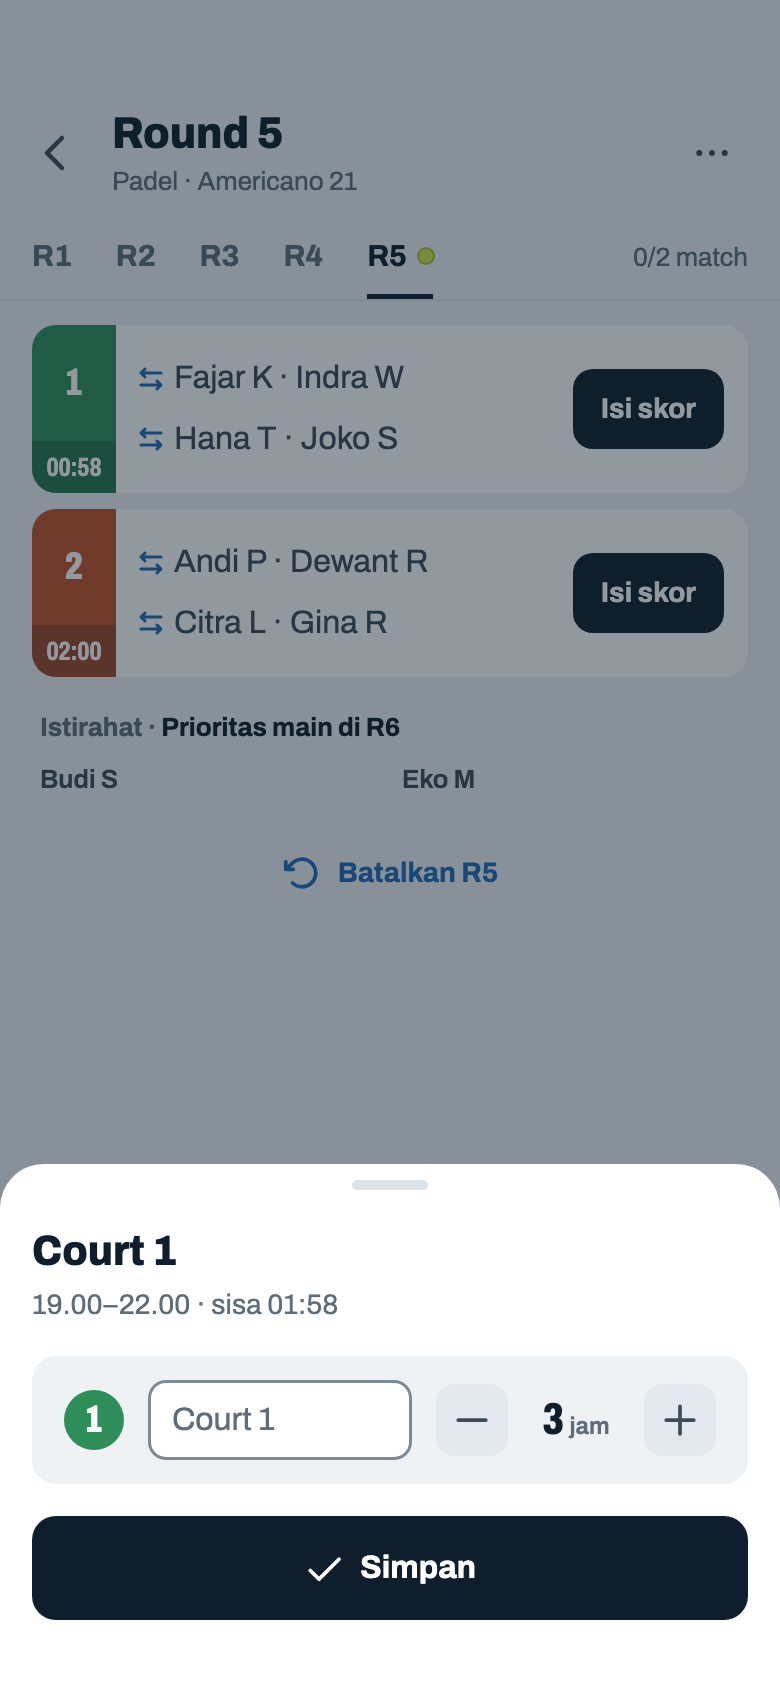 Round 5
Padel · Americano 21
R1 R2 R3 R4 R5 0/2 match
1
00:58
Fajar K · Indra W
Hana T · Joko S
Isi skor
2
02:00
Andi P · Dewant R
Citra L · Gina R
Isi skor
Istirahat · Prioritas main di R6
Budi S Eko M
Batalkan R5
Court 1
19.00–22.00 · sisa 01:58
1 Court 1 3 jam
Simpan